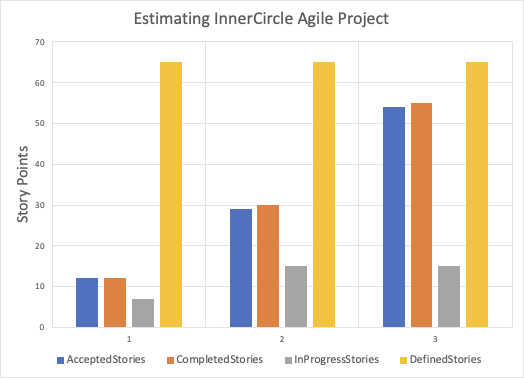 Estimating InnerCircle Agile Project
Story Points
70
60
50
40
30
20
10
0
1 2 3
AcceptedStories CompletedStories InProgressStories DefinedStories